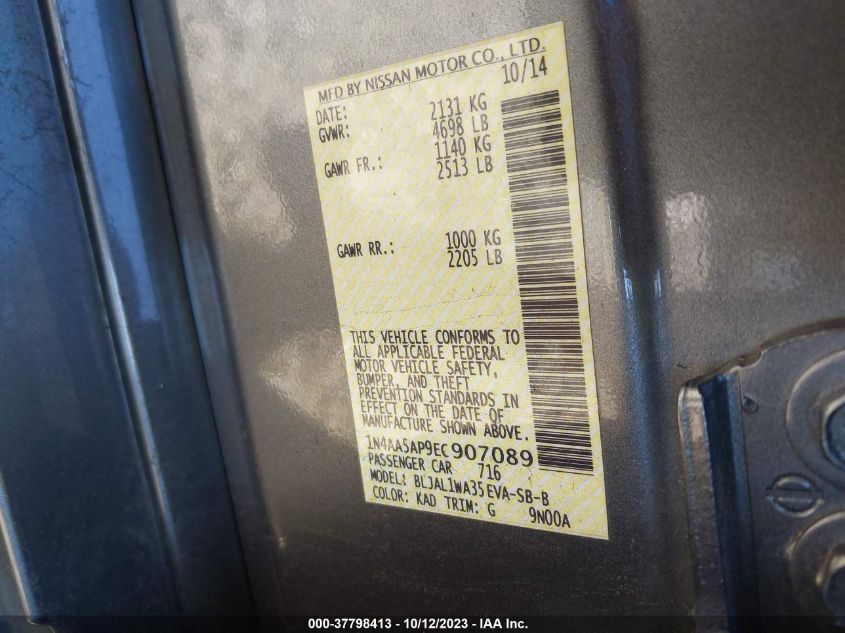 MFD BY NISSAN MOTOR CO., LTD.
DATE: 10/14
GVWR: 2131 KG
4698 LB
GAWR FR.: 1140 KG
2513 LB
GAWR RR.: 1000 KG
2205 LB
THIS VEHICLE CONFORMS TO
ALL APPLICABLE FEDERAL
MOTOR VEHICLE SAFETY,
BUMPER, AND THEFT
PREVENTION STANDARDS IN
EFFECT ON THE DATE OF
MANUFACTURE SHOWN ABOVE.
1N4AA5AP9EC907089
PASSENGER CAR 716
MODEL: BLJAL1WA35EVA-SB-B
COLOR: KAD TRIM: G 9N00A
000-37798413 - 10/12/2023 - IAA Inc.